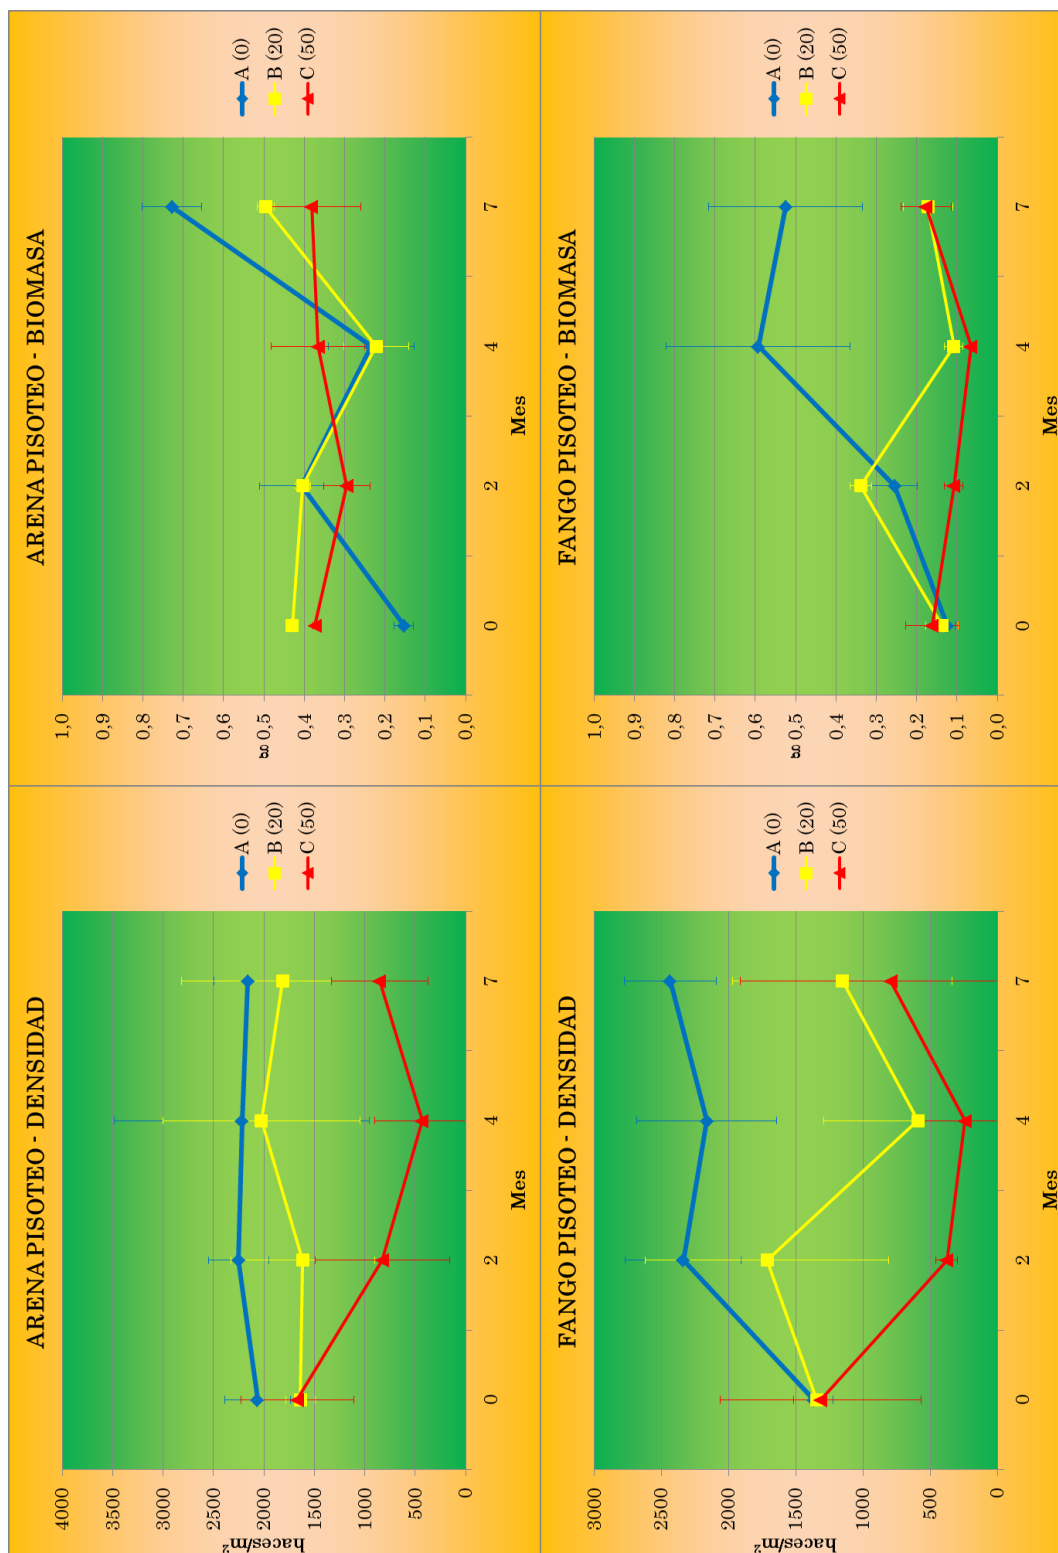 ARENA PISOTEO - DENSIDAD
4000
3500
3000
2500
2000
1500
1000
500
0
haces/m²
0 2 4 7
Mes
A (0)
B (20)
C (50)
ARENA PISOTEO - BIOMASA
1,0
0,9
0,8
0,7
0,6
0,5
0,4
0,3
0,2
0,1
0,0
g
0 2 4 7
Mes
A (0)
B (20)
C (50)
FANGO PISOTEO - DENSIDAD
3000
2500
2000
1500
1000
500
0
haces/m²
0 2 4 7
Mes
A (0)
B (20)
C (50)
FANGO PISOTEO - BIOMASA
1,0
0,9
0,8
0,7
0,6
0,5
0,4
0,3
0,2
0,1
0,0
g
0 2 4 7
Mes
A (0)
B (20)
C (50)